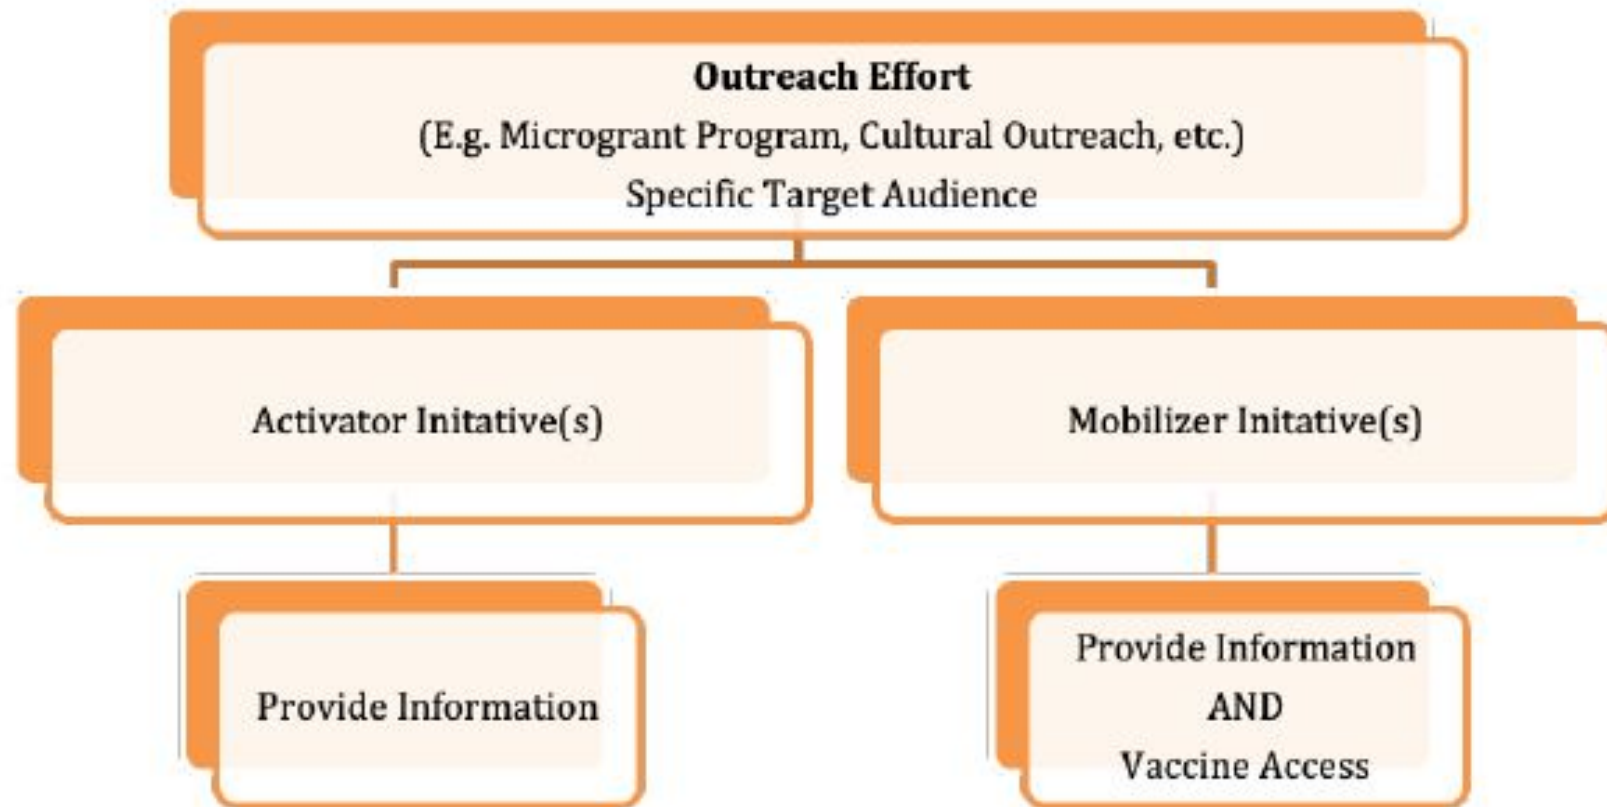 Outreach Effort
(E.g. Microgrant Program, Cultural Outreach, etc.)
Specific Target Audience
Activator Initative(s)
Mobilizer Initative(s)
Provide Information
Provide Information
AND
Vaccine Access